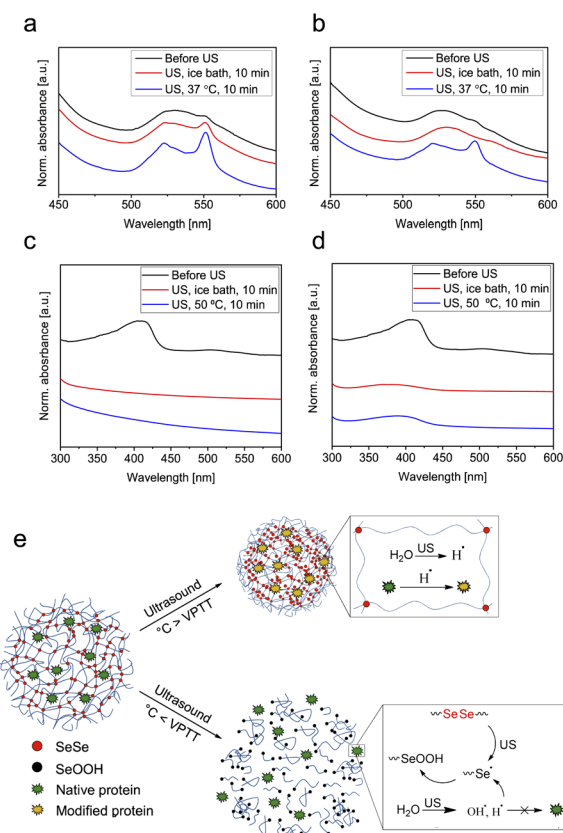 a
b
Before US
US, ice bath, 10 min
US, 37 °C, 10 min
Before US
US, ice bath, 10 min
US, 37 °C, 10 min
Norm. absorbance [a.u.]
Norm. absorbance [a.u.]
450 500 550 600
450 500 550 600
Wavelength [nm]
Wavelength [nm]
c
d
Before US
US, ice bath, 10 min
US, 50 ºC, 10 min
Before US
US, ice bath, 10 min
US, 50 ºC, 10 min
Norm. abosrbance [a.u.]
Norm. absorbance [a.u.]
300 350 400 450 500 550 600
300 350 400 450 500 550 600
Wavelength [nm]
Wavelength [nm]
e
Ultrasound
°C > VPTT
H₂O US H•
H•
Ultrasound
°C < VPTT
SeSe
SeOOH
Native protein
Modified protein
SeSe
US
SeOOH
Se•
H₂O US OH•, H•